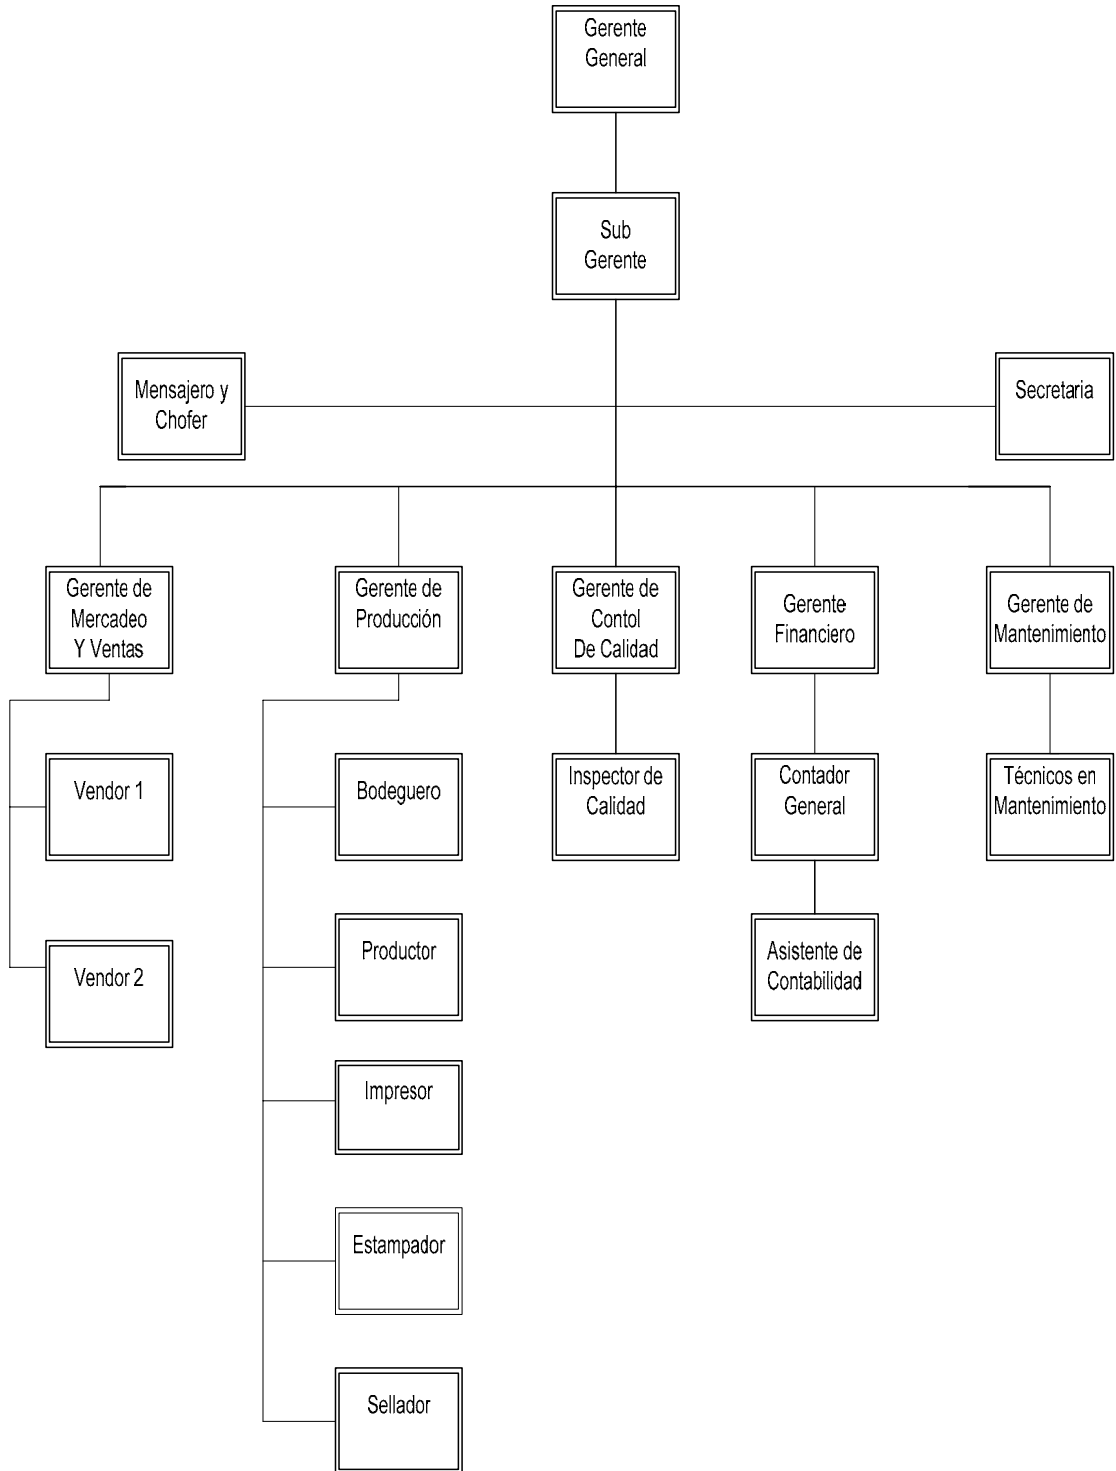 Gerente
General
Sub
Gerente
Mensajero y
Chofer
Secretaria
Gerente de
Mercadeo
Y Ventas
Gerente de
Producción
Gerente de
Contol
De Calidad
Gerente
Financiero
Gerente de
Mantenimiento
Vendor 1
Bodeguero
Inspector de
Calidad
Contador
General
Técnicos en
Mantenimiento
Vendor 2
Productor
Asistente de
Contabilidad
Impresor
Estampador
Sellador